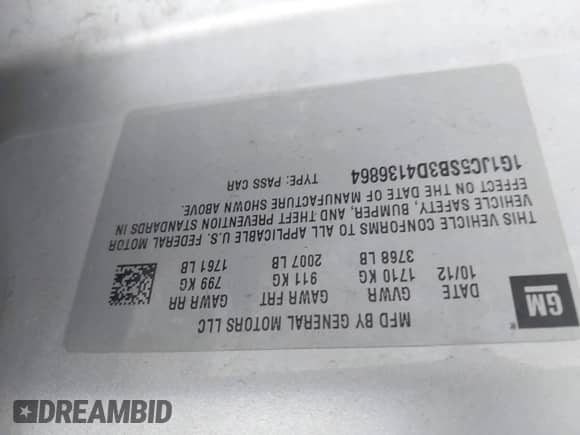 GM
MFD BY GENERAL MOTORS LLC
DATE GVWR GAWR FRT GAWR RR
10/12 1710 KG 911 KG 799 KG
3768 LB 2007 LB 1761 LB
THIS VEHICLE CONFORMS TO ALL APPLICABLE U.S. FEDERAL MOTOR
VEHICLE SAFETY, BUMPER, AND THEFT PREVENTION STANDARDS IN
EFFECT ON THE DATE OF MANUFACTURE SHOWN ABOVE.
1G1JC5SB3D4136864 TYPE: PASS CAR
DREAMBID